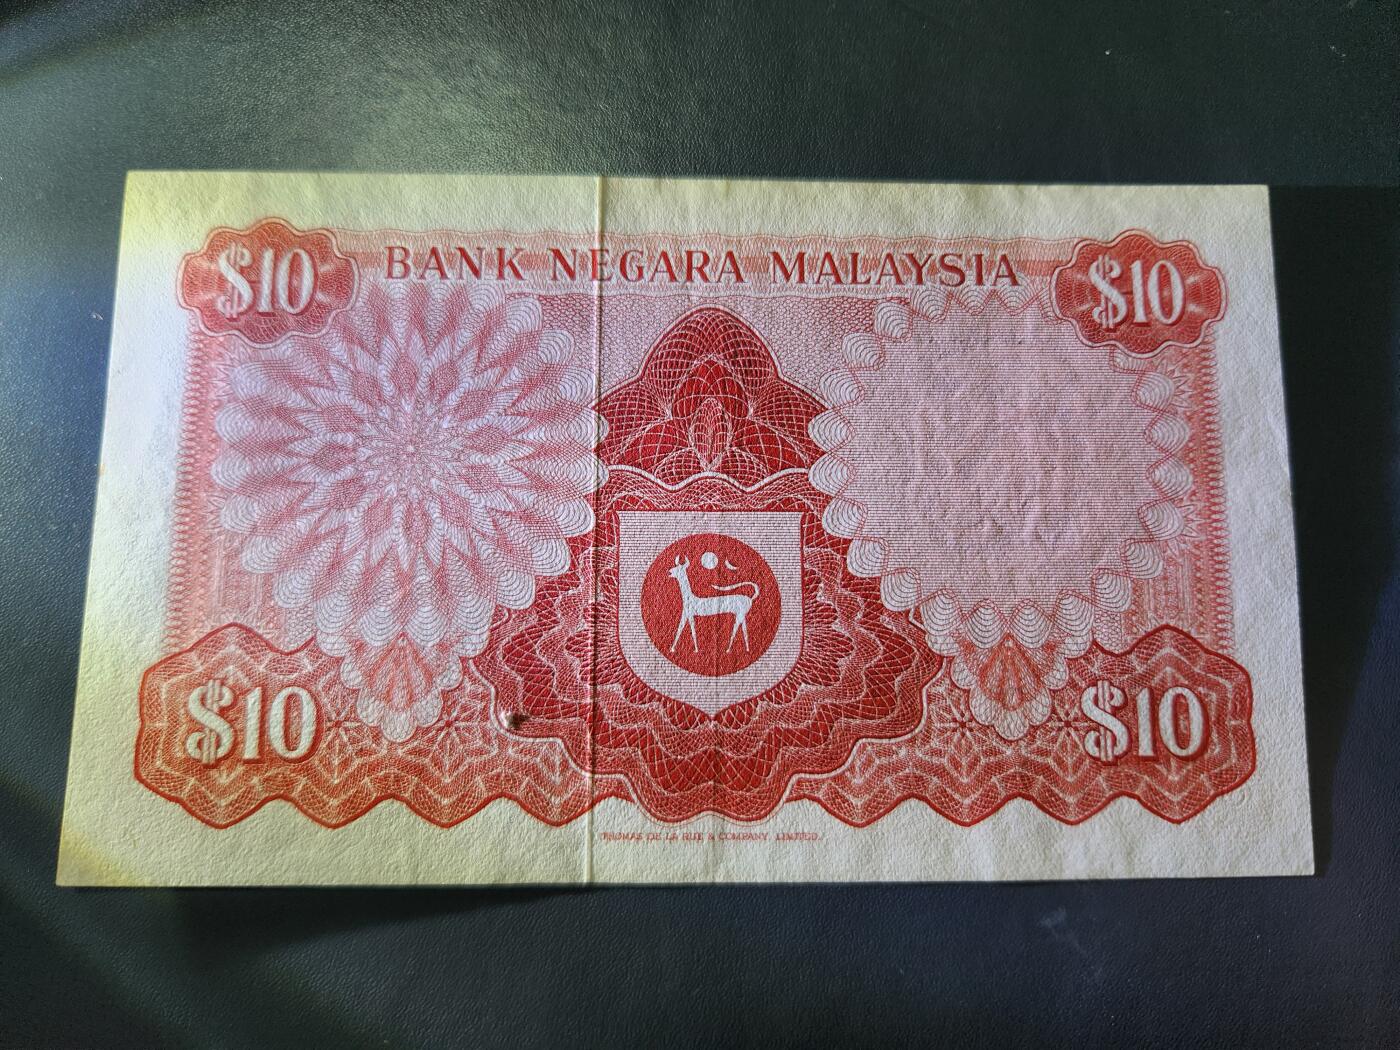 $10 BANK NEGARA MALAYSIA $10
$10 $10
THOMAS DE LA RUE & COMPANY, LIMITED.